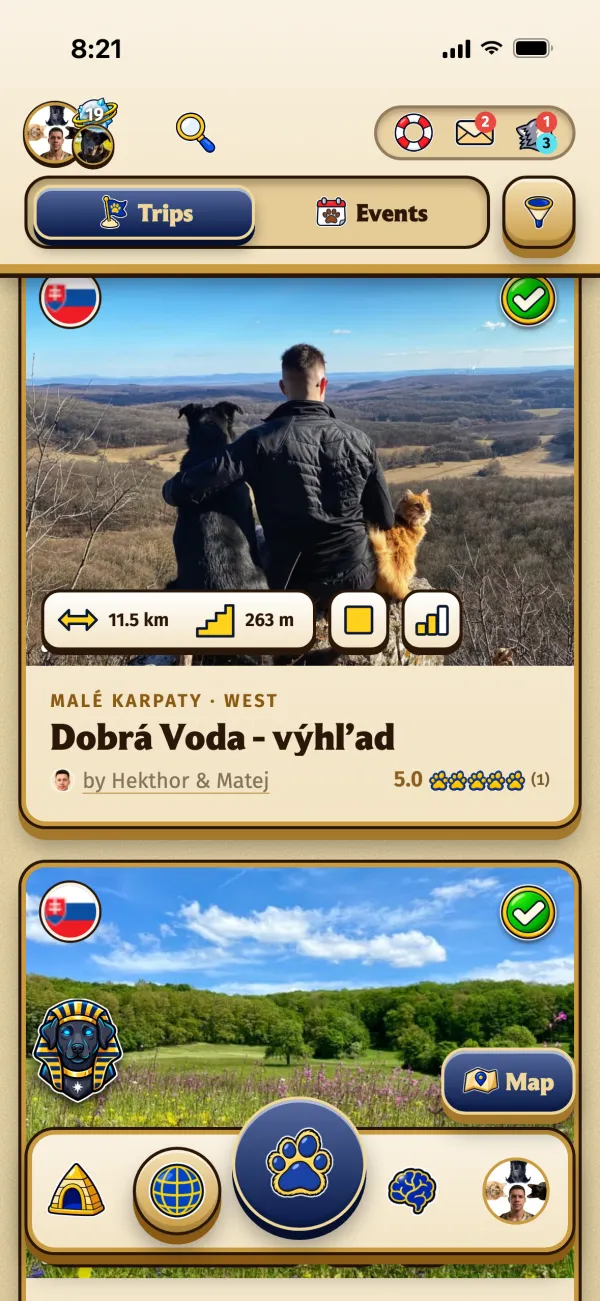 8:21
19
2
1
3
Trips
Events
11.5 km
263 m
MALÉ KARPATY · WEST
Dobrá Voda - výhľad
by Hekthor & Matej
5.0
(1)
Map